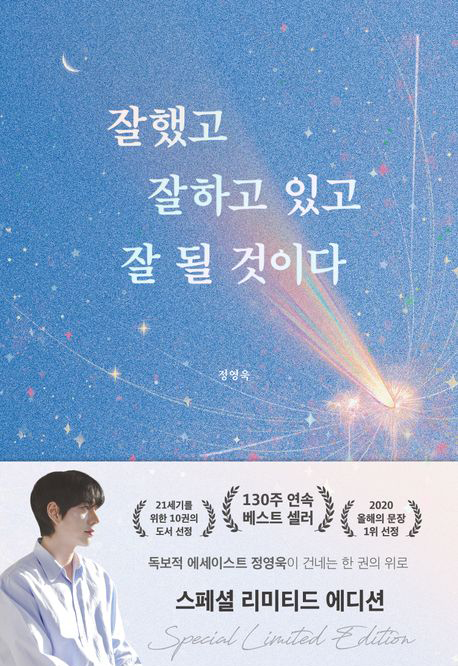 잘했고
잘하고 있고
잘 될 것이다
정영욱
21세기를
위한 10권의
도서 선정
130주 연속
베스트 셀러
2020
올해의 문장
1위 선정
독보적 에세이스트 정영욱이 건네는 한 권의 위로
스페셜 리미티드 에디션
Special Limited Edition